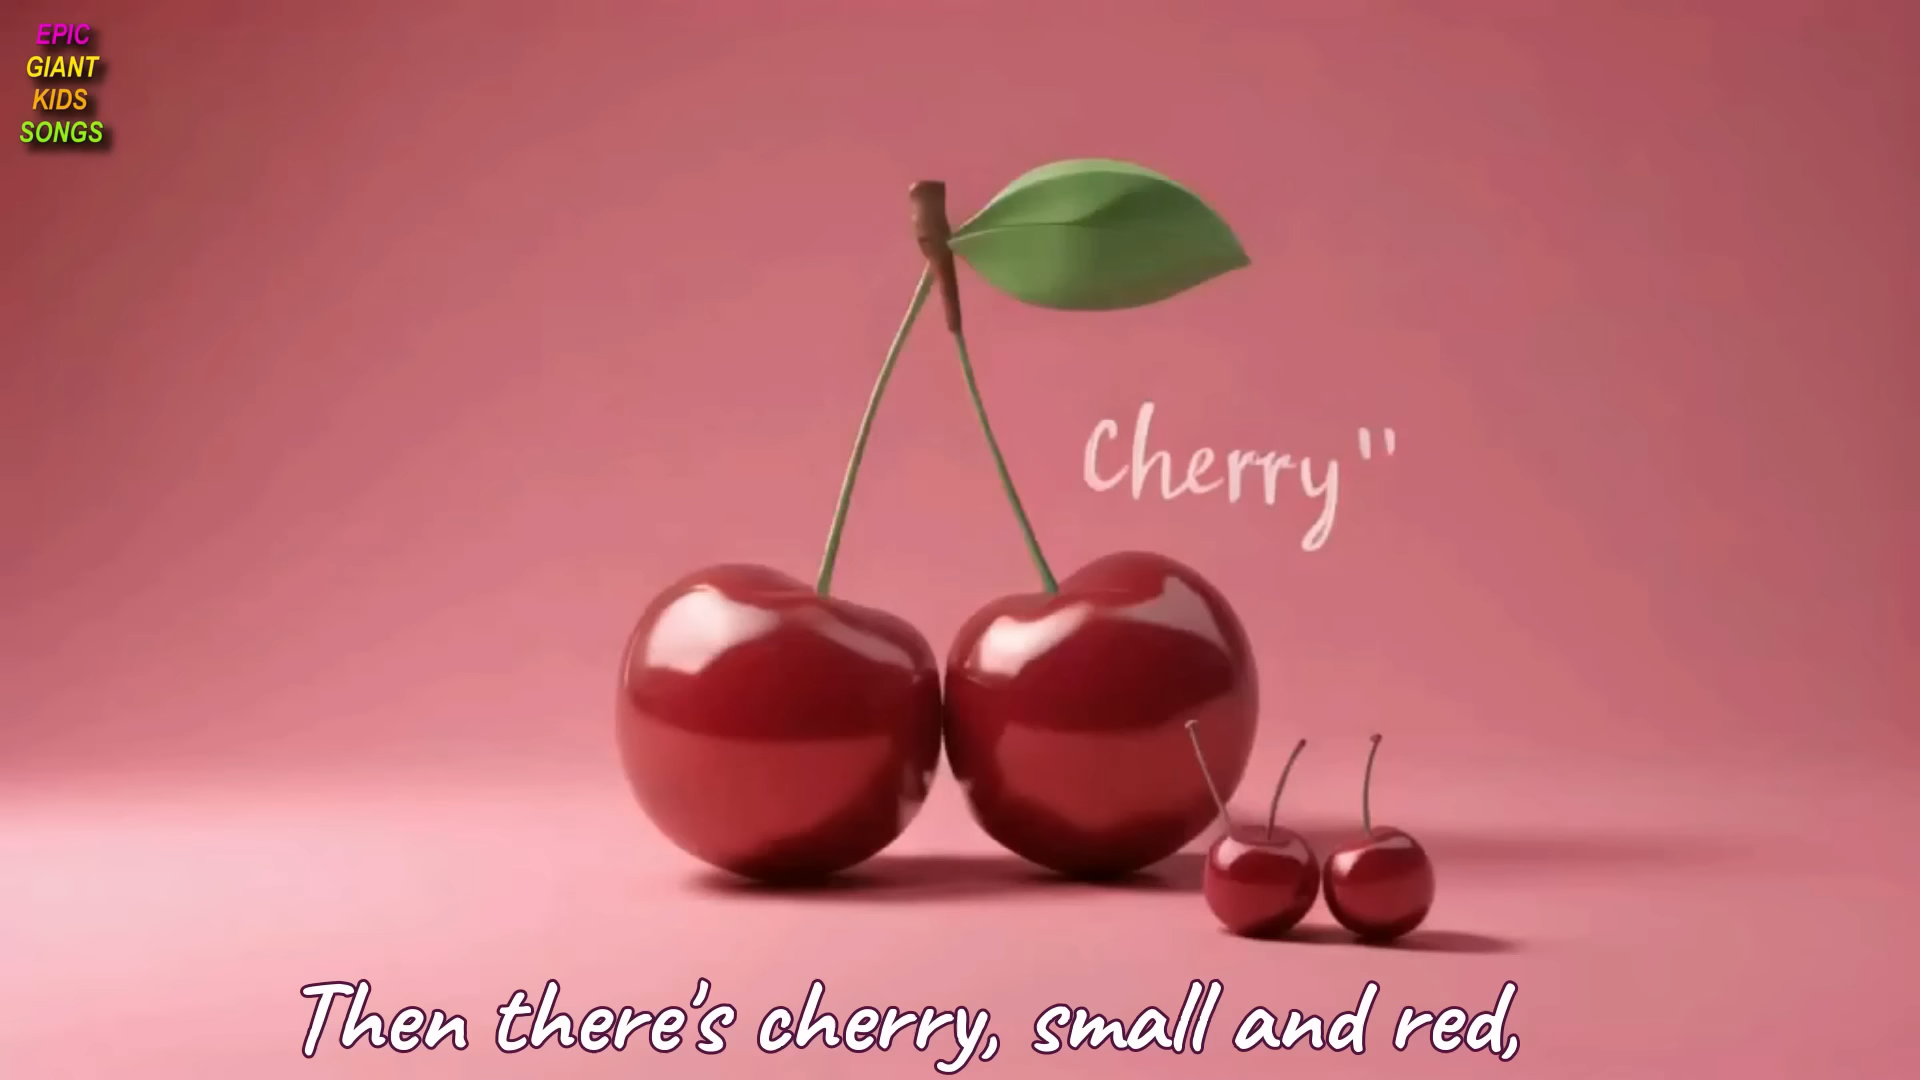 EPIC
GIANT
KIDS
SONGS
Cherry"
Then there's cherry, small and red,